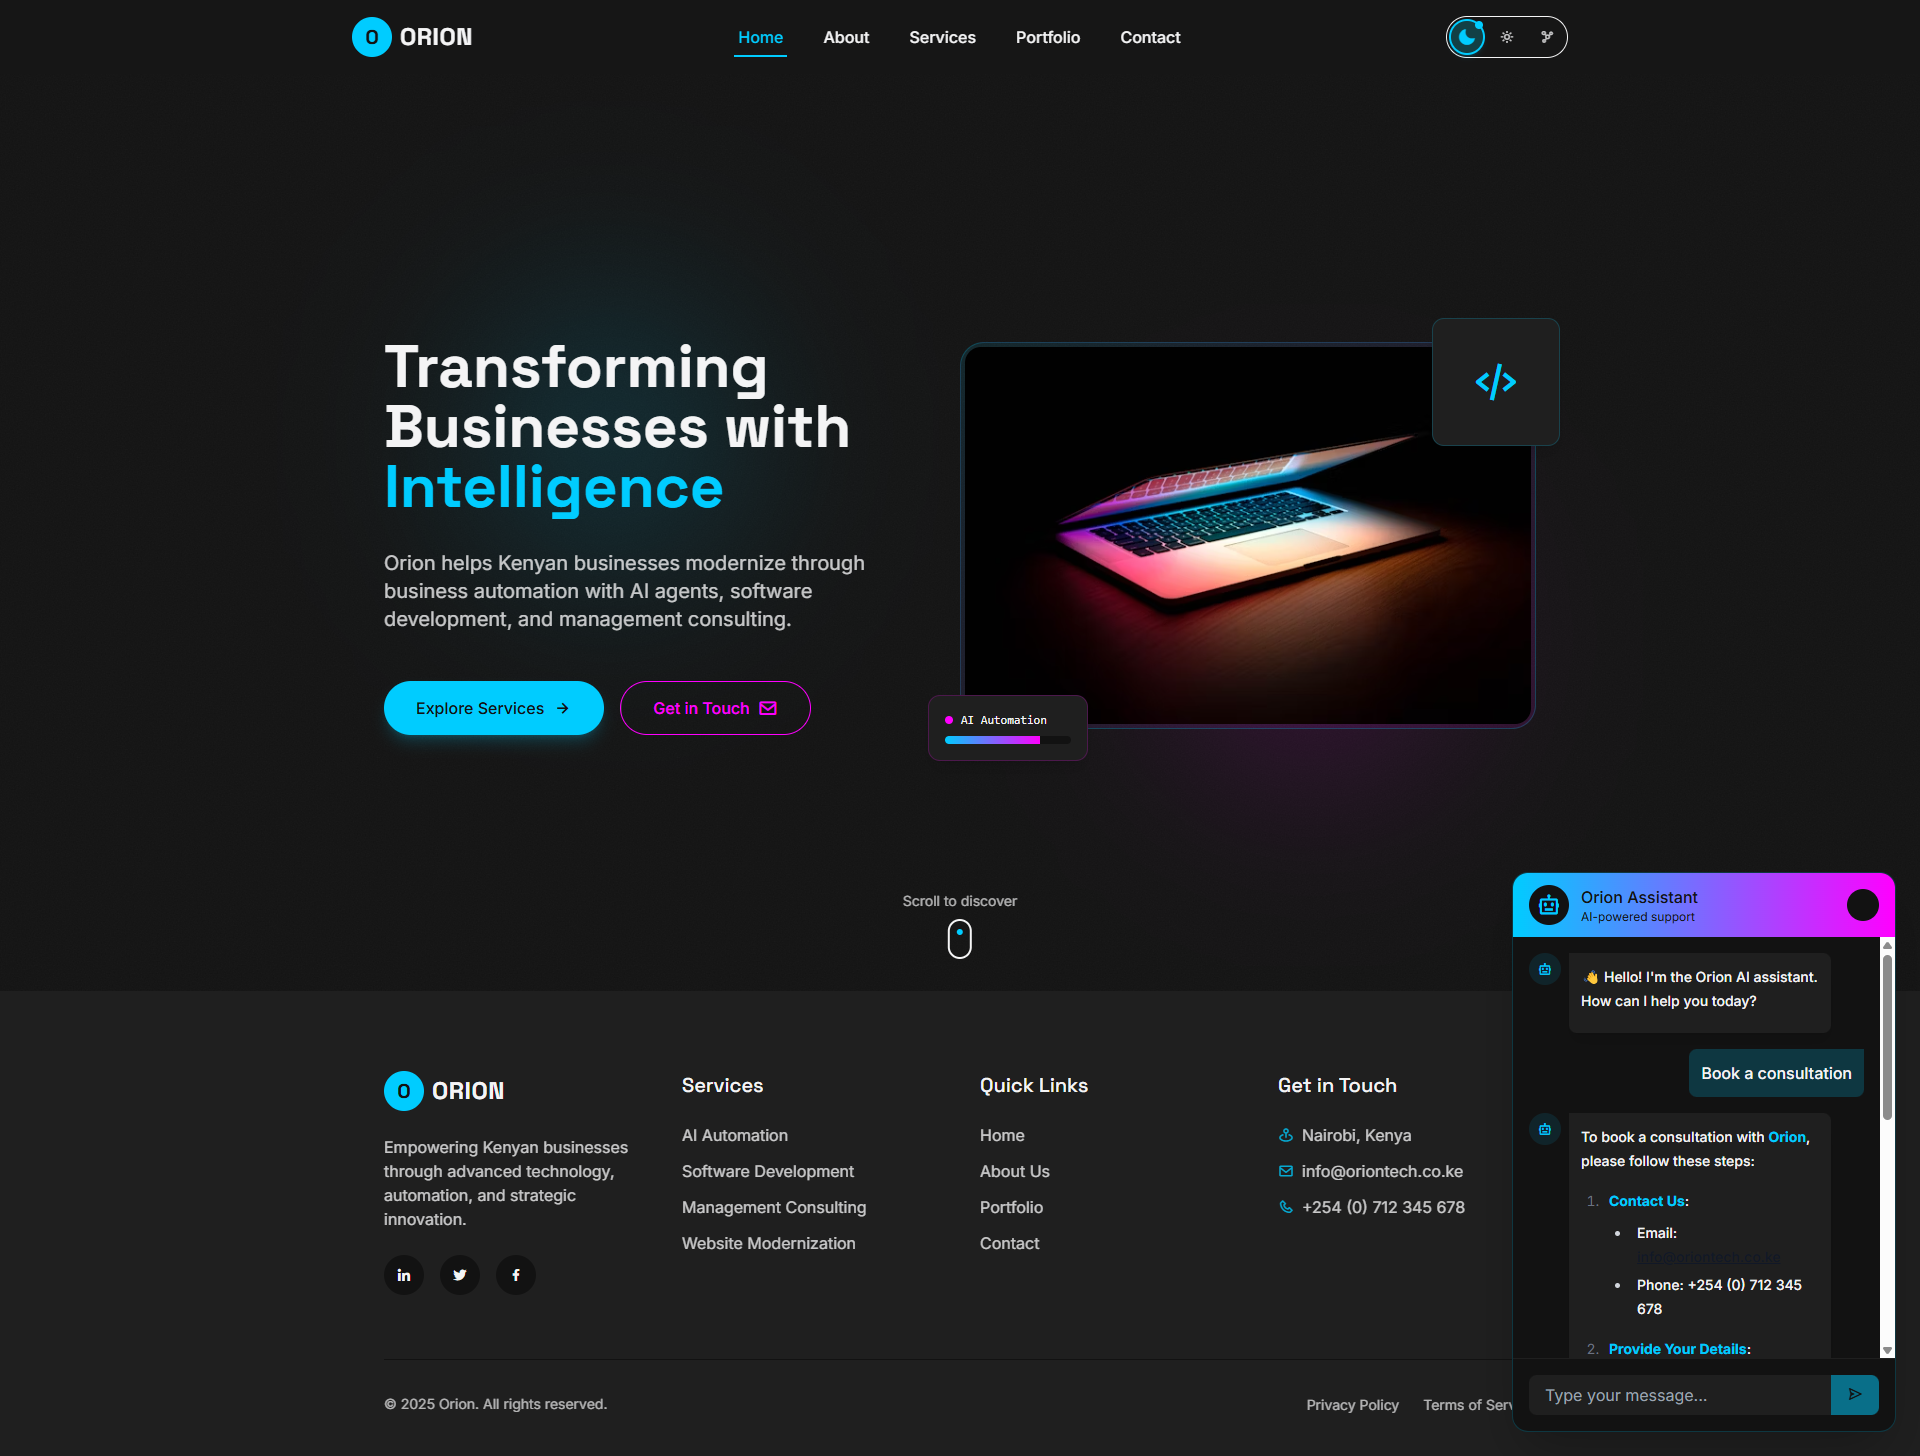 O ORION
Home
About
Services
Portfolio
Contact
Transforming
Businesses with
Intelligence
Orion helps Kenyan businesses modernize through
business automation with AI agents, software
development, and management consulting.
Explore Services
Get in Touch
AI Automation
Scroll to discover
O ORION
Empowering Kenyan businesses
through advanced technology,
automation, and strategic
innovation.
Services
AI Automation
Software Development
Management Consulting
Website Modernization
Quick Links
Home
About Us
Portfolio
Contact
Get in Touch
Nairobi, Kenya
info@oriontech.co.ke
+254 (0) 712 345 678
© 2025 Orion. All rights reserved.
Privacy Policy
Terms of Serv
Orion Assistant
AI-powered support
👋 Hello! I'm the Orion AI assistant.
How can I help you today?
Book a consultation
To book a consultation with Orion,
please follow these steps:
1. Contact Us:
• Email:
info@oriontech.co.ke
• Phone: +254 (0) 712 345
678
2. Provide Your Details:
Type your message...